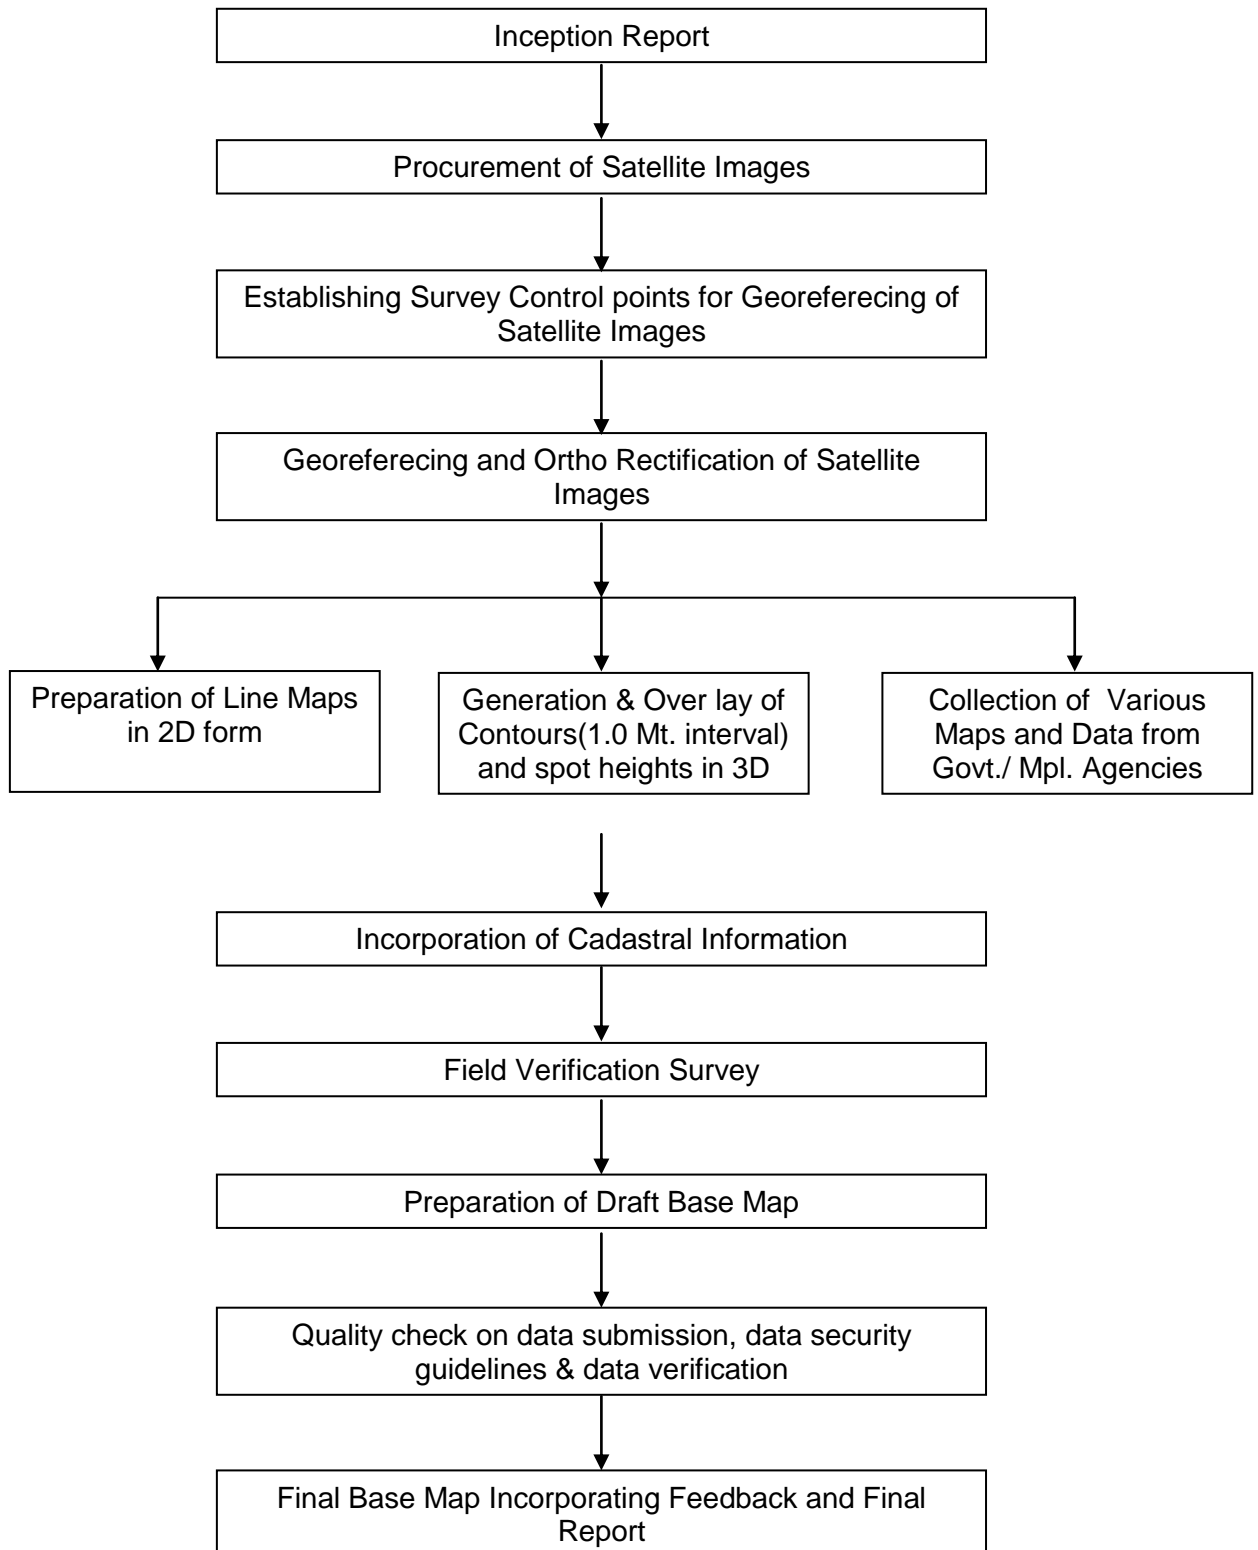 Inception Report
Procurement of Satellite Images
Establishing Survey Control points for Georeferecing of
Satellite Images
Georeferecing and Ortho Rectification of Satellite
Images
Preparation of Line Maps
in 2D form
Generation & Over lay of
Contours(1.0 Mt. interval)
and spot heights in 3D
Collection of Various
Maps and Data from
Govt./ Mpl. Agencies
Incorporation of Cadastral Information
Field Verification Survey
Preparation of Draft Base Map
Quality check on data submission, data security
guidelines & data verification
Final Base Map Incorporating Feedback and Final
Report